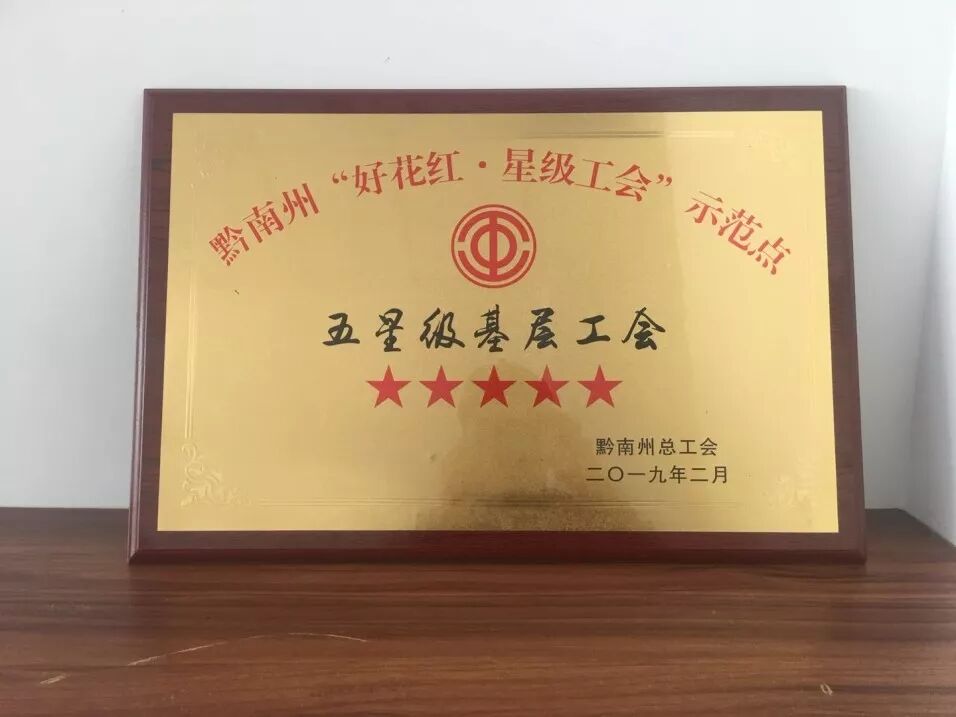 黔南州“好花红·星级工会”示范点
五星级基层工会
黔南州总工会
二〇一九年二月